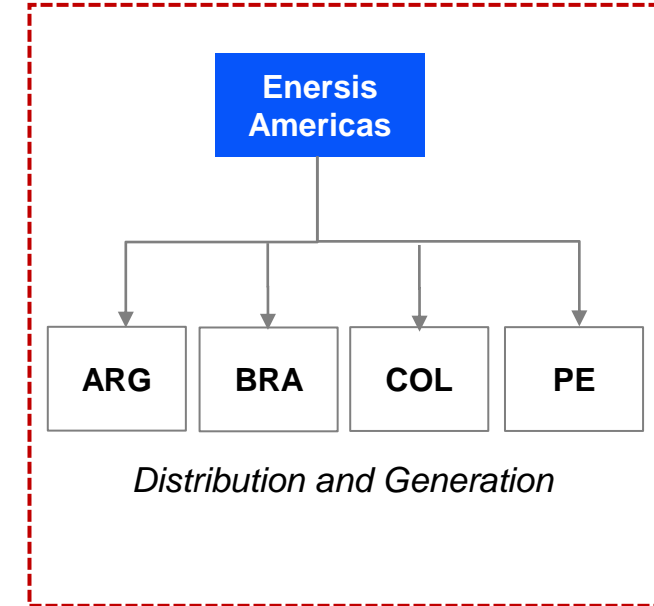 Enersis
Americas
ARG
BRA
COL
PE
Distribution and Generation